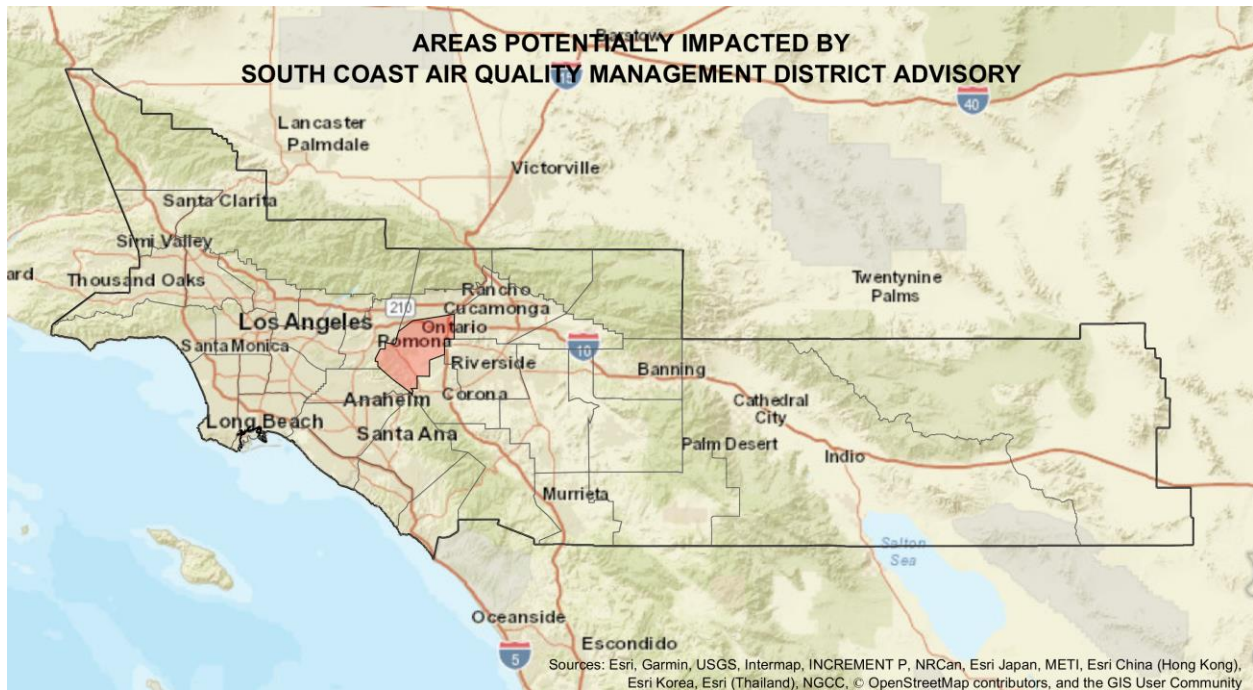 AREAS POTENTIALLY IMPACTED BY
SOUTH COAST AIR QUALITY MANAGEMENT DISTRICT ADVISORY
Barstow
15
40
Lancaster
Palmdale
Victorville
Santa Clarita
Simi Valley
ard
Thousand Oaks
Twentynine
Palms
210
Rancho
Cucamonga
Los Angeles
Ontario
Santa Monica
Pomona
Riverside
10
Banning
Anaheim
Corona
Cathedral
City
Long Beach
Santa Ana
Palm Desert
Indio
Murrieta
Salton
Sea
Oceanside
Escondido
5
Sources: Esri, Garmin, USGS, Intermap, INCREMENT P, NRCan, Esri Japan, METI, Esri China (Hong Kong),
Esri Korea, Esri (Thailand), NGCC, © OpenStreetMap contributors, and the GIS User Community